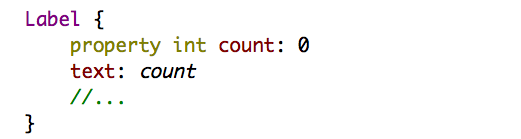 Label {
    property int count: 0
    text: count
    //...
}